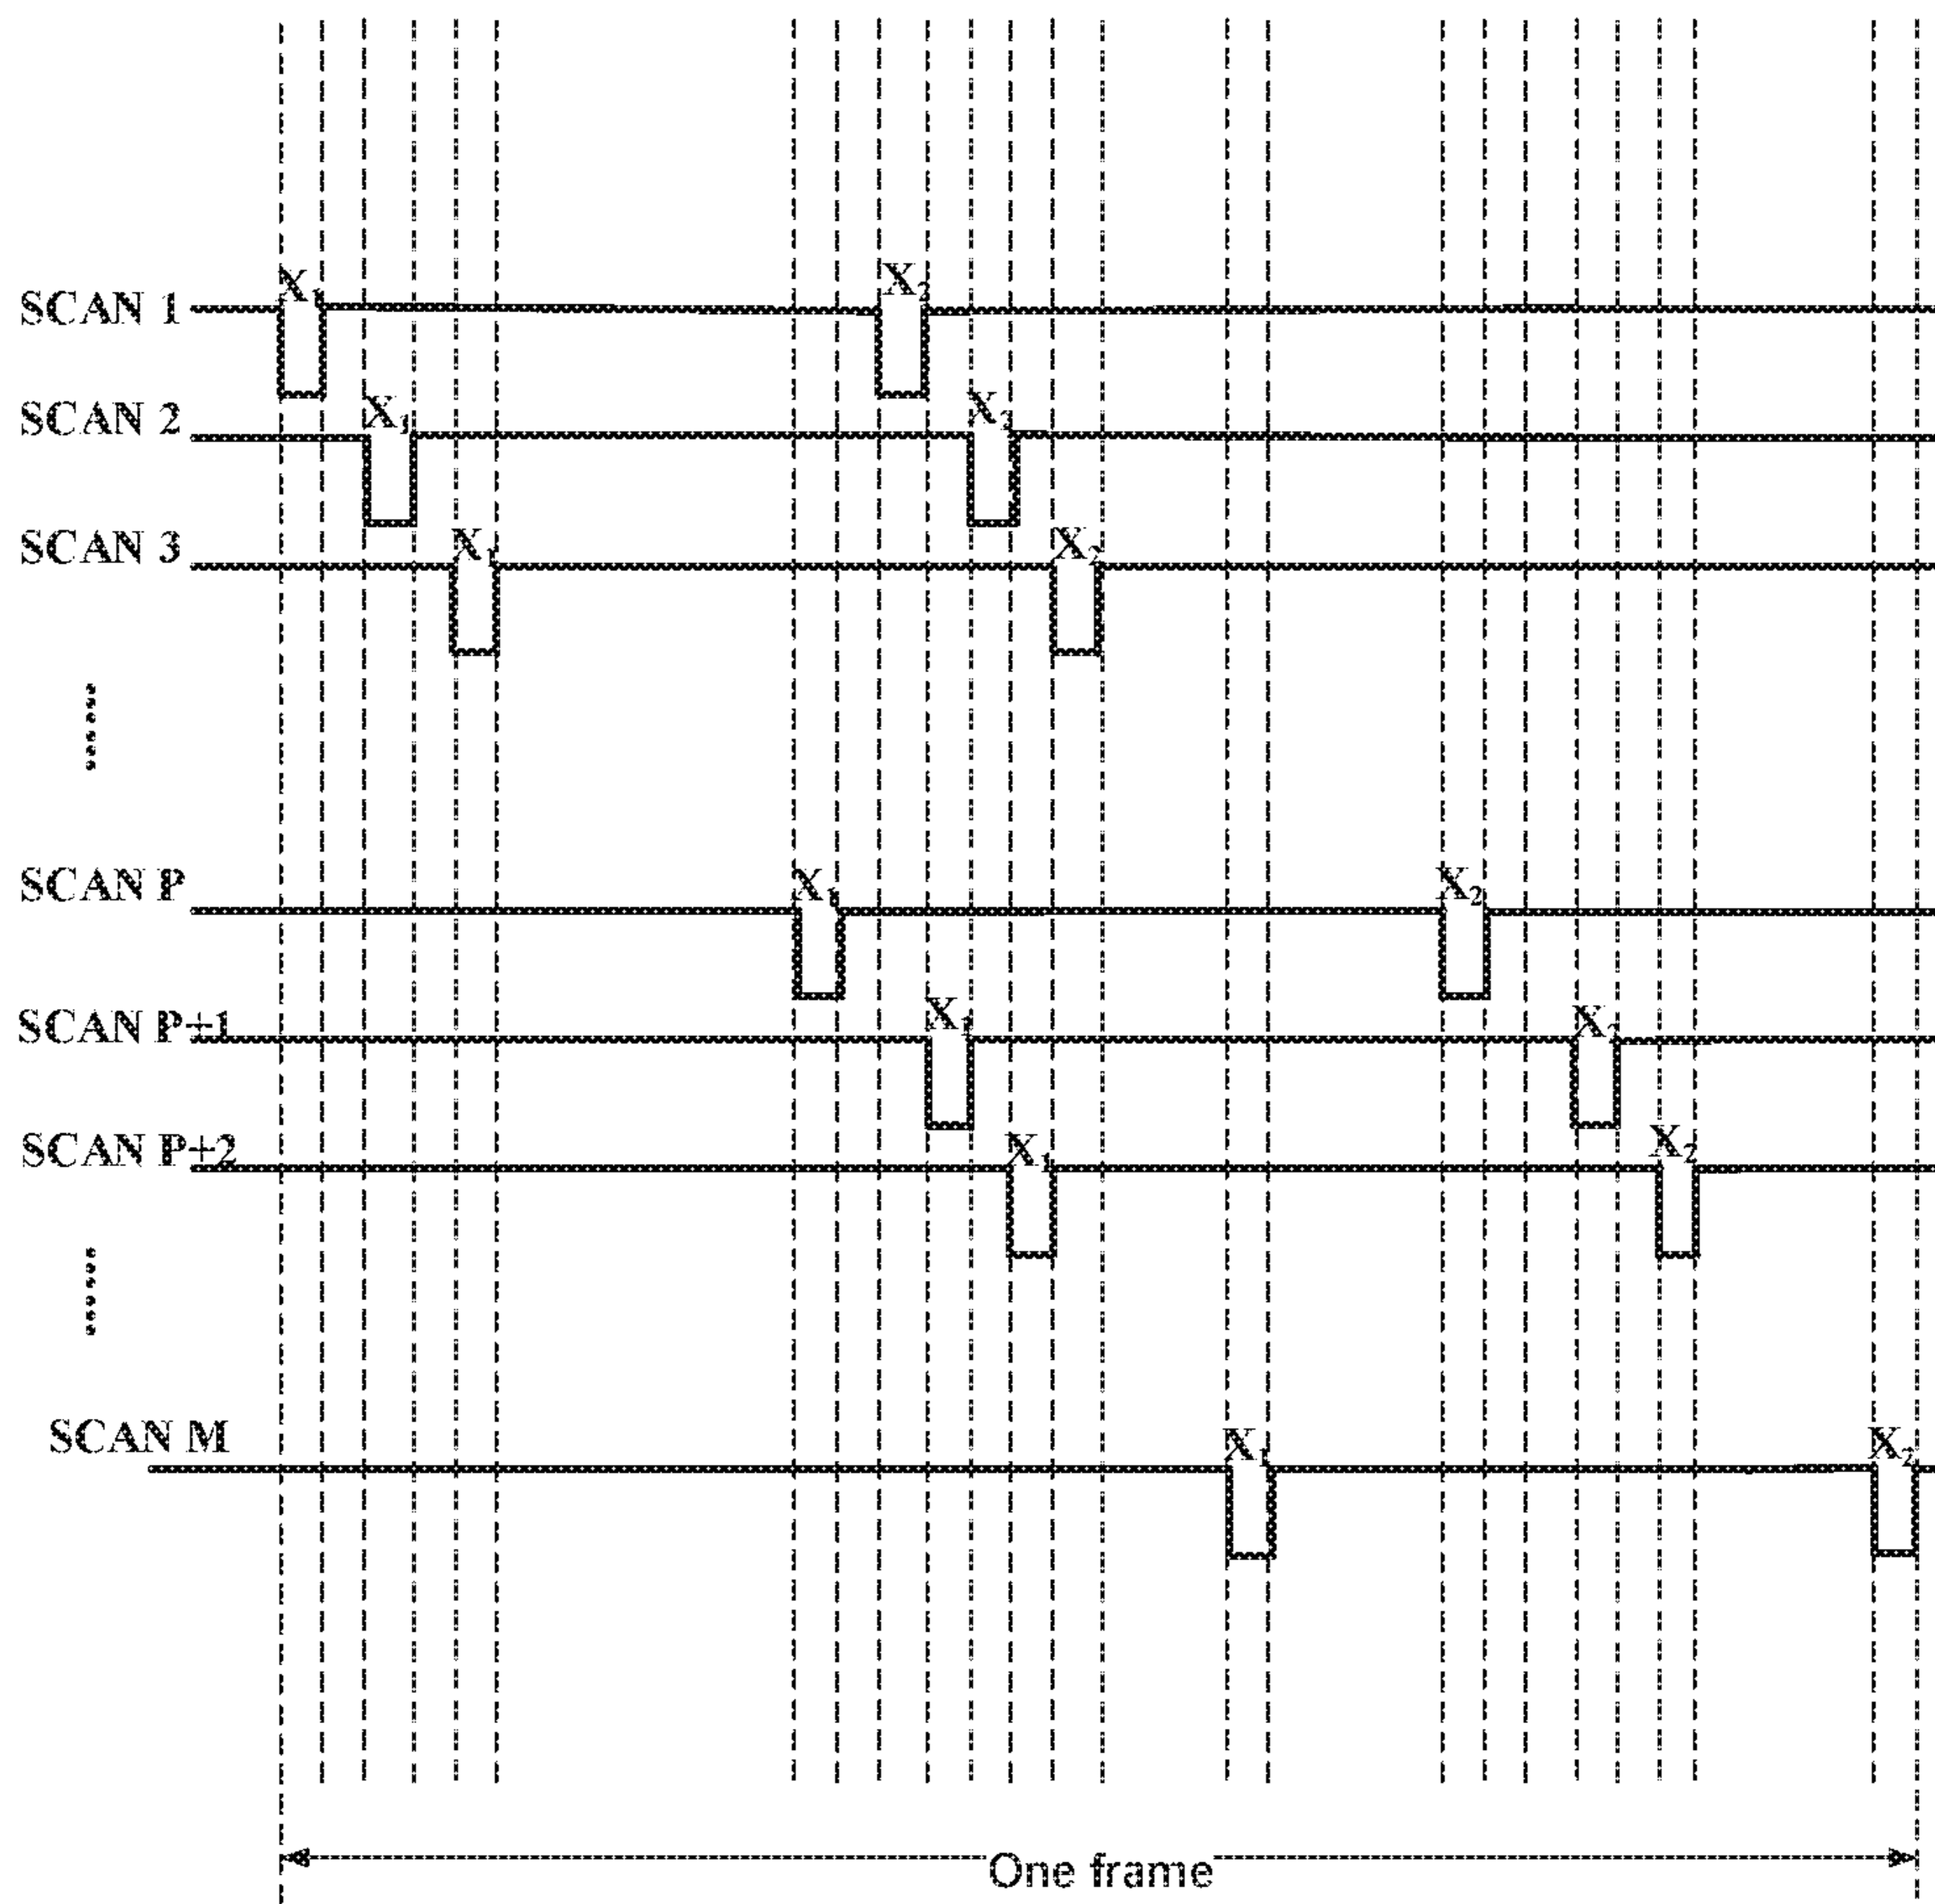 X₁ X₂
SCAN 1
X₁ X₂
SCAN 2
X₁ X₂
SCAN 3
X₁ X₂
SCAN P
X₁ X₂
SCAN P+1
X₁ X₂
SCAN P+2
X₁ X₂
SCAN M
One frame